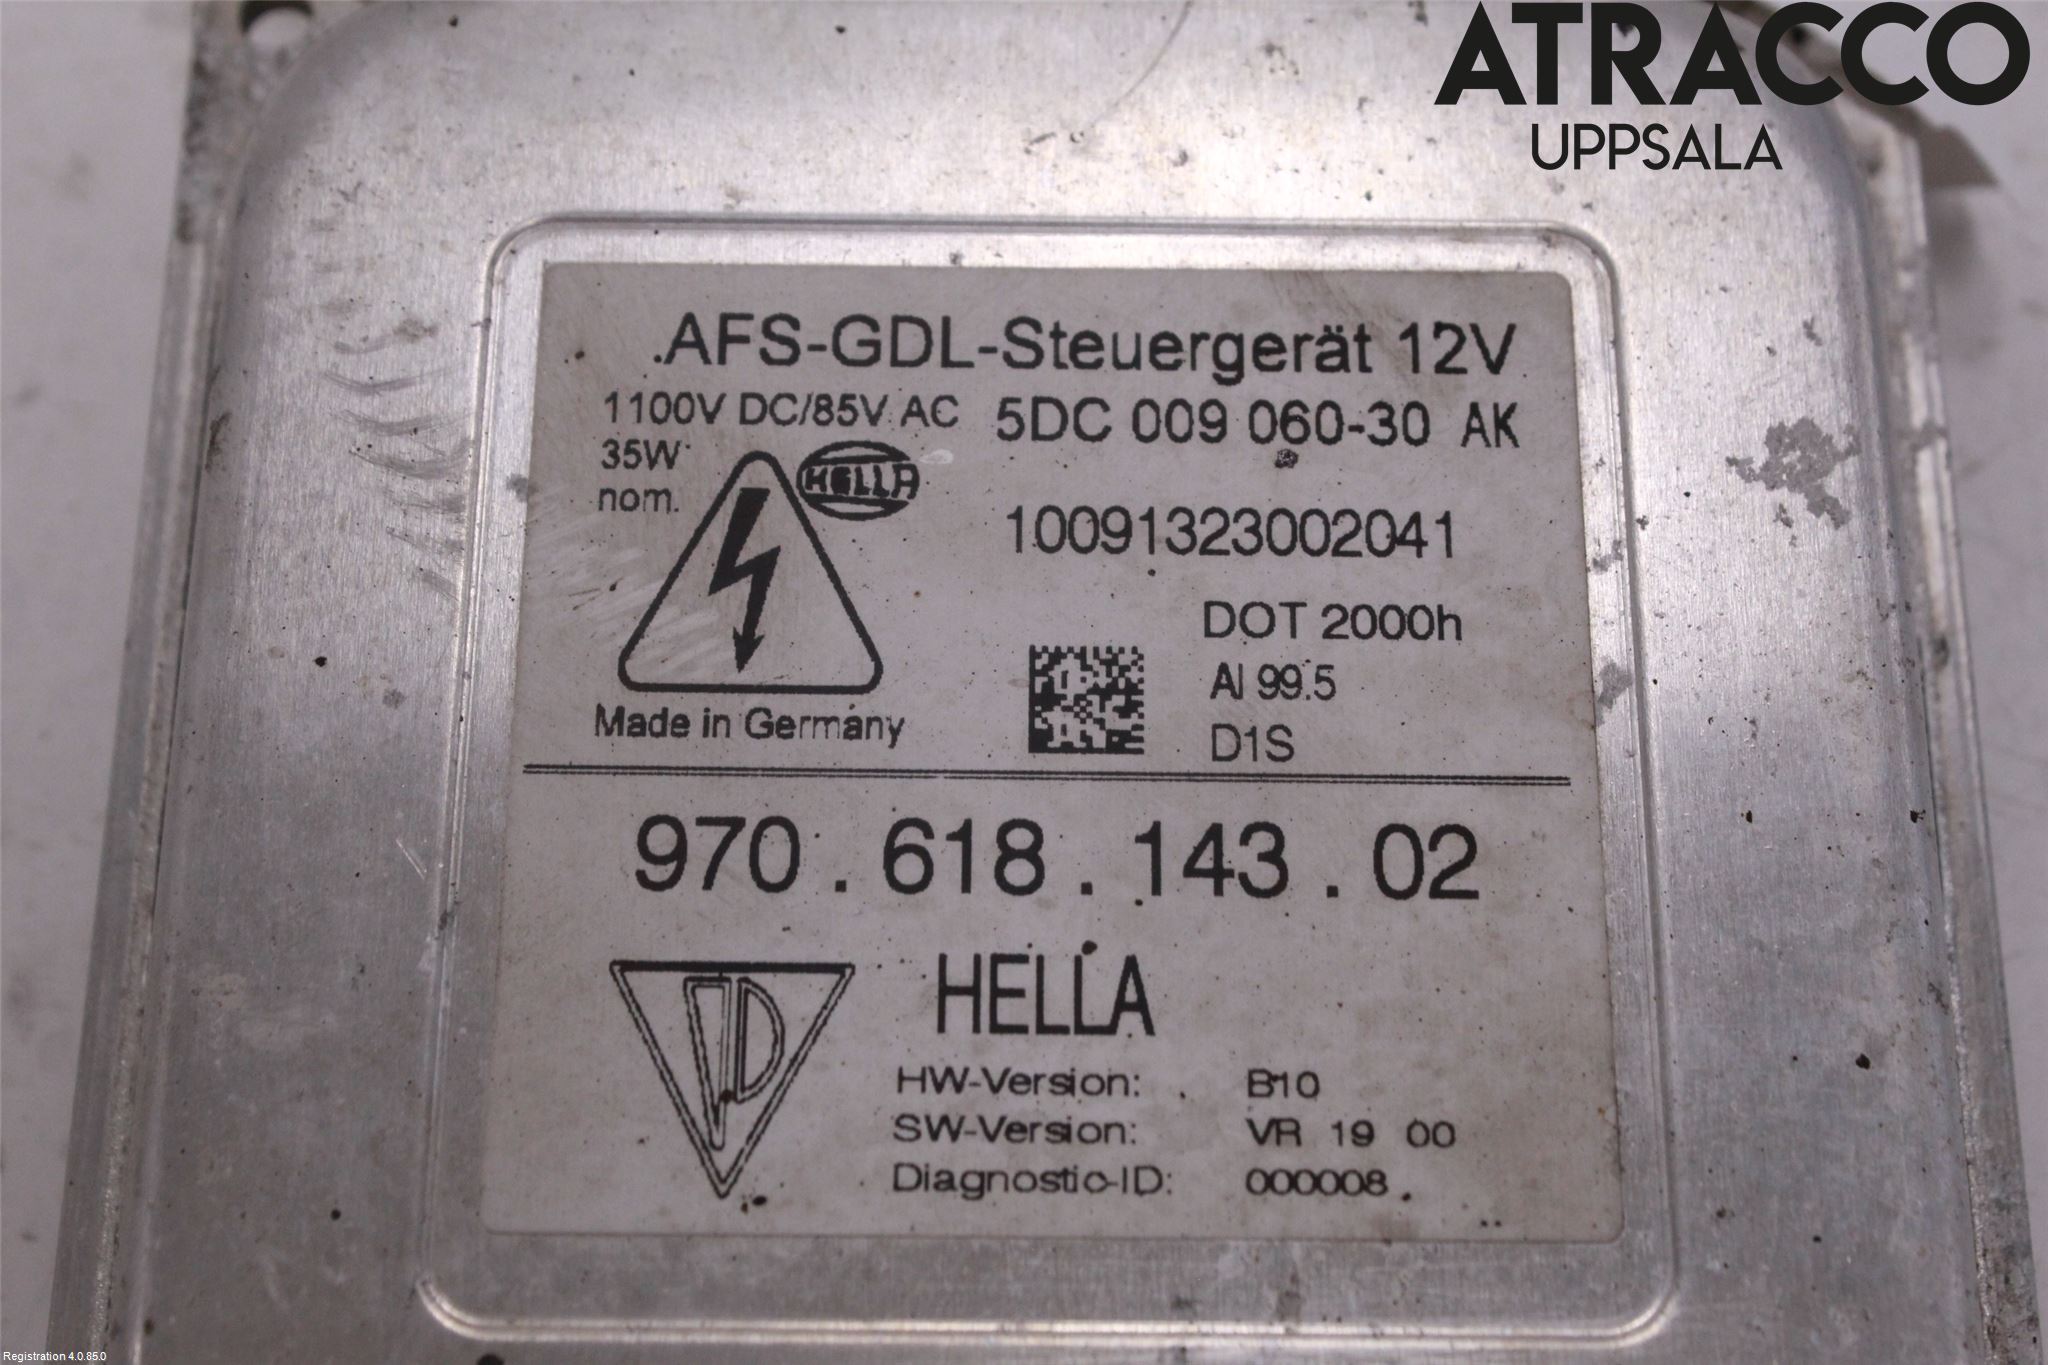 ATRACCO
UPPSALA
AFS-GDL-Steuergerät 12V
1100V DC/85V AC 5DC 009 060-30 AK
35W
nom.
HELLA
10091323002041
DOT 2000h
Al 99.5
D1S
Made in Germany
970.618.143.02
PD
HELLA
HW-Version: B10
SW-Version: VR 19 00
Diagnostic-ID: 000008
Registration 4.0.85.0